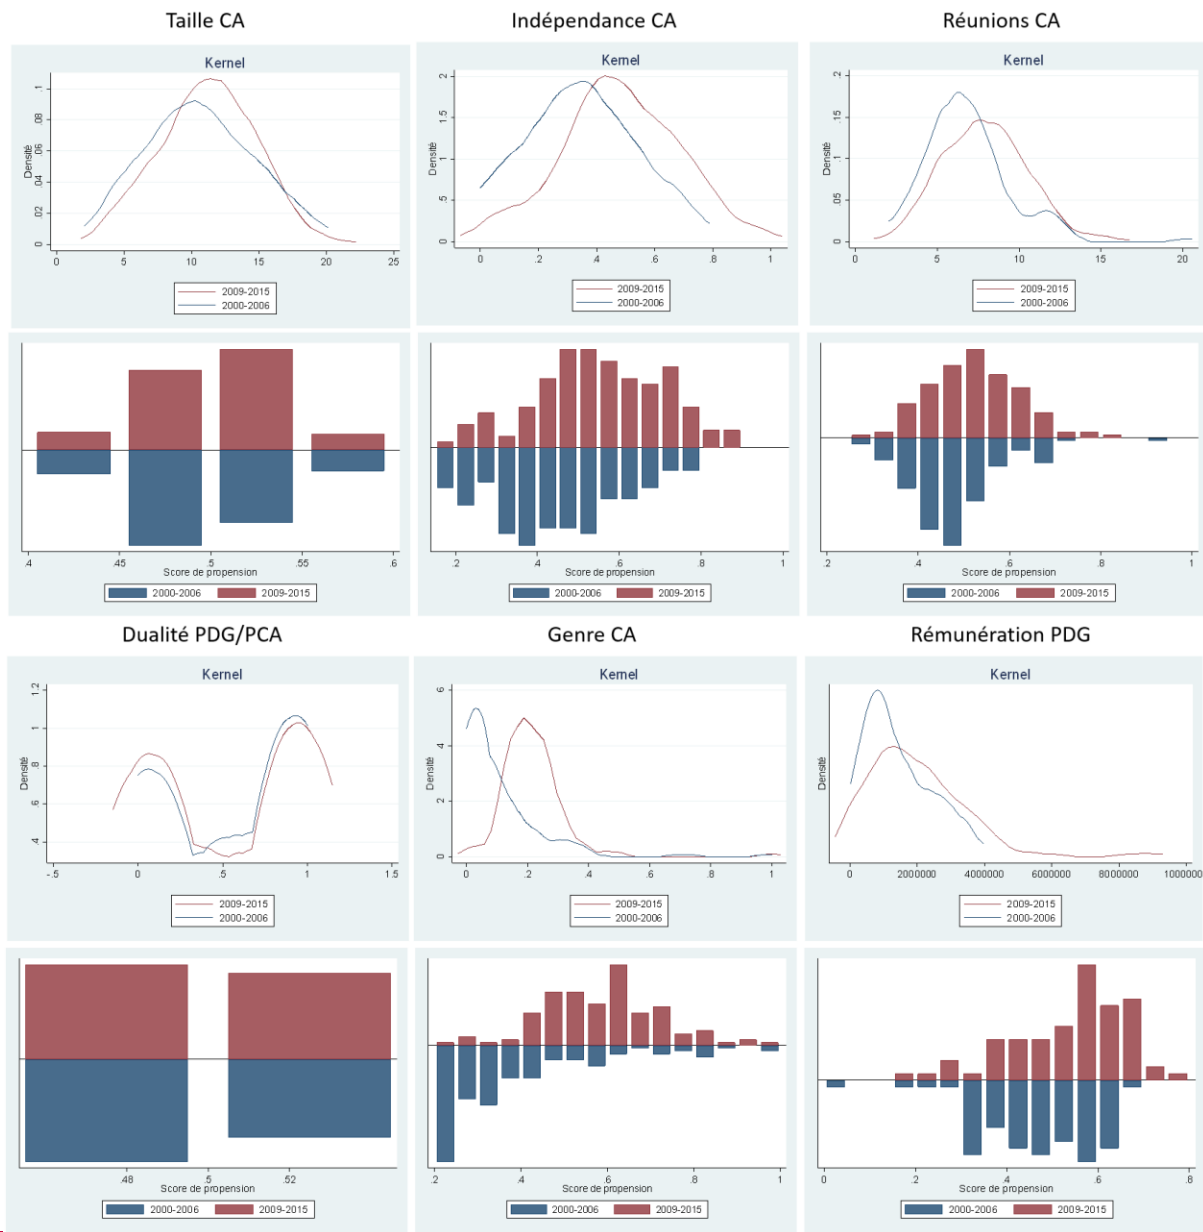 Taille CA
Indépendance CA
Réunions CA
Kernel
Densité
0 .02 .04 .06 .08 .1
0 5 10 15 20 25
2009-2015
2000-2006
Kernel
Densité
0 .5 1 1.5 2
0 .2 .4 .6 .8 1
2009-2015
2000-2006
Kernel
Densité
0 .05 .1 .15 .2
5 10 15 20
2009-2015
2000-2006
.4 .45 .5 .55 .6
Score de propension
2000-2006 2009-2015
.2 .4 .6 .8 1
Score de propension
2000-2006 2009-2015
.2 .4 .6 .8 1
Score de propension
2000-2006 2009-2015
Dualité PDG/PCA
Genre CA
Rémunération PDG
Kernel
Densité
.4 .6 .8 1 1.2
-.5 0 .5 1 1.5
2009-2015
2000-2006
Kernel
Densité
0 2 4 6
0 .2 .4 .6 .8 1
2009-2015
2000-2006
Kernel
Densité
0 2000000 4000000 6000000 8000000 1000000
2009-2015
2000-2006
.48 .5 .52
Score de propension
2000-2006 2009-2015
.2 .4 .6 .8 1
Score de propension
2000-2006 2009-2015
0 .2 .4 .6 .8
Score de propension
2000-2006 2009-2015